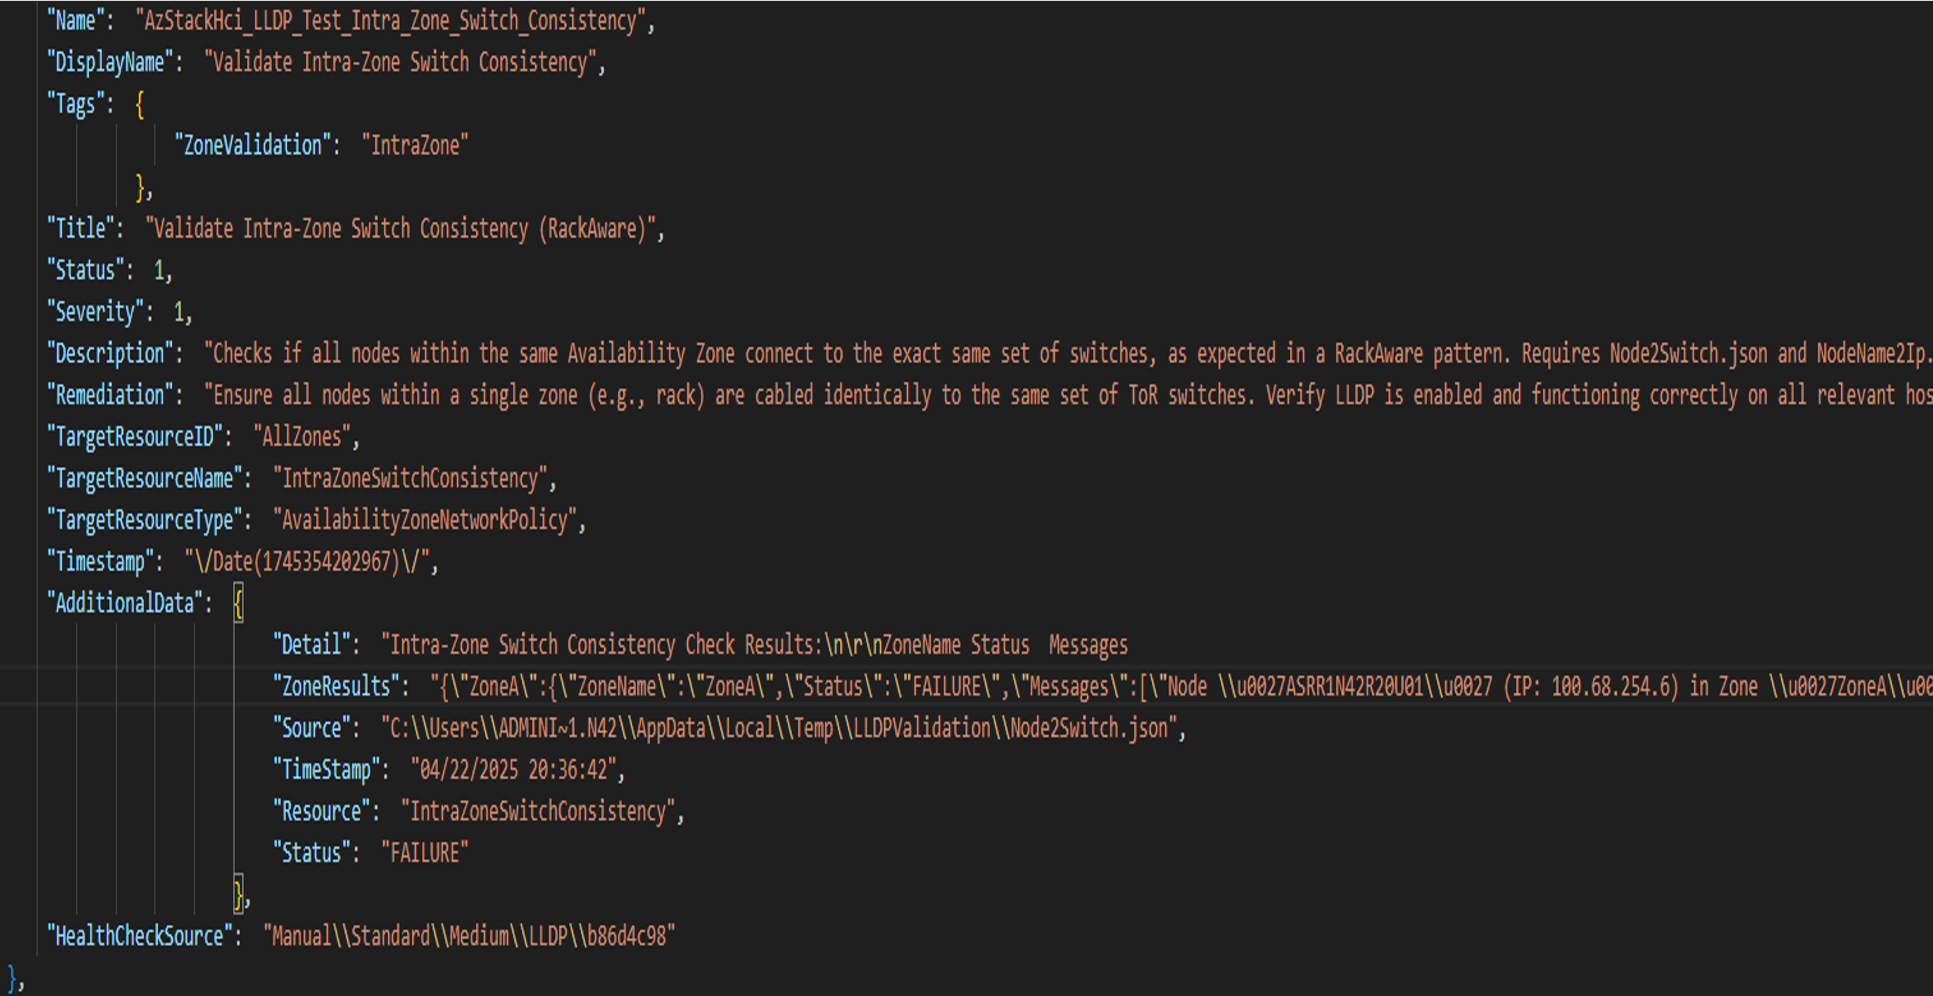 "Name": "AzStackHci_LLDP_Test_Intra_Zone_Switch_Consistency",
"DisplayName": "Validate Intra-Zone Switch Consistency",
"Tags": {
"ZoneValidation": "IntraZone"
},
"Title": "Validate Intra-Zone Switch Consistency (RackAware)",
"Status": 1,
"Severity": 1,
"Description": "Checks if all nodes within the same Availability Zone connect to the exact same set of switches, as expected in a RackAware pattern. Requires Node2Switch.json and NodeName2Ip.
"Remediation": "Ensure all nodes within a single zone (e.g., rack) are cabled identically to the same set of ToR switches. Verify LLDP is enabled and functioning correctly on all relevant hos
"TargetResourceID": "AllZones",
"TargetResourceName": "IntraZoneSwitchConsistency",
"TargetResourceType": "AvailabilityZoneNetworkPolicy",
"Timestamp": "\/Date(1745354202967)\/",
"AdditionalData": {
"Detail": "Intra-Zone Switch Consistency Check Results:\n\r\nZoneName Status  Messages
"ZoneResults": "{\"ZoneA\":{\"ZoneName\":\"ZoneA\",\"Status\":\"FAILURE\",\"Messages\":[\"Node \\u0027ASRR1N42R20U01\\u0027 (IP: 100.68.254.6) in Zone \\u0027ZoneA\\u00
"Source": "C:\\Users\\ADMINI~1.N42\\AppData\\Local\\Temp\\LLDPValidation\\Node2Switch.json",
"TimeStamp": "04/22/2025 20:36:42",
"Resource": "IntraZoneSwitchConsistency",
"Status": "FAILURE"
},
"HealthCheckSource": "Manual\\Standard\\Medium\\LLDP\\b86d4c98"
},